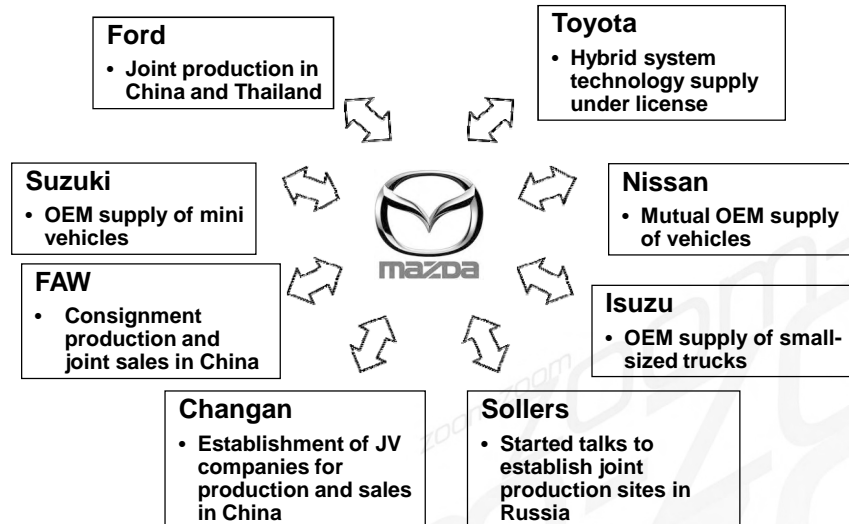 Ford
• Joint production in
China and Thailand
Toyota
• Hybrid system
technology supply
under license
Suzuki
• OEM supply of mini
vehicles
Nissan
• Mutual OEM supply
of vehicles
mazda
FAW
• Consignment
production and
joint sales in China
Isuzu
• OEM supply of small-
sized trucks
Changan
• Establishment of JV
companies for
production and sales
in China
Sollers
• Started talks to
establish joint
production sites in
Russia
zoom-zoom